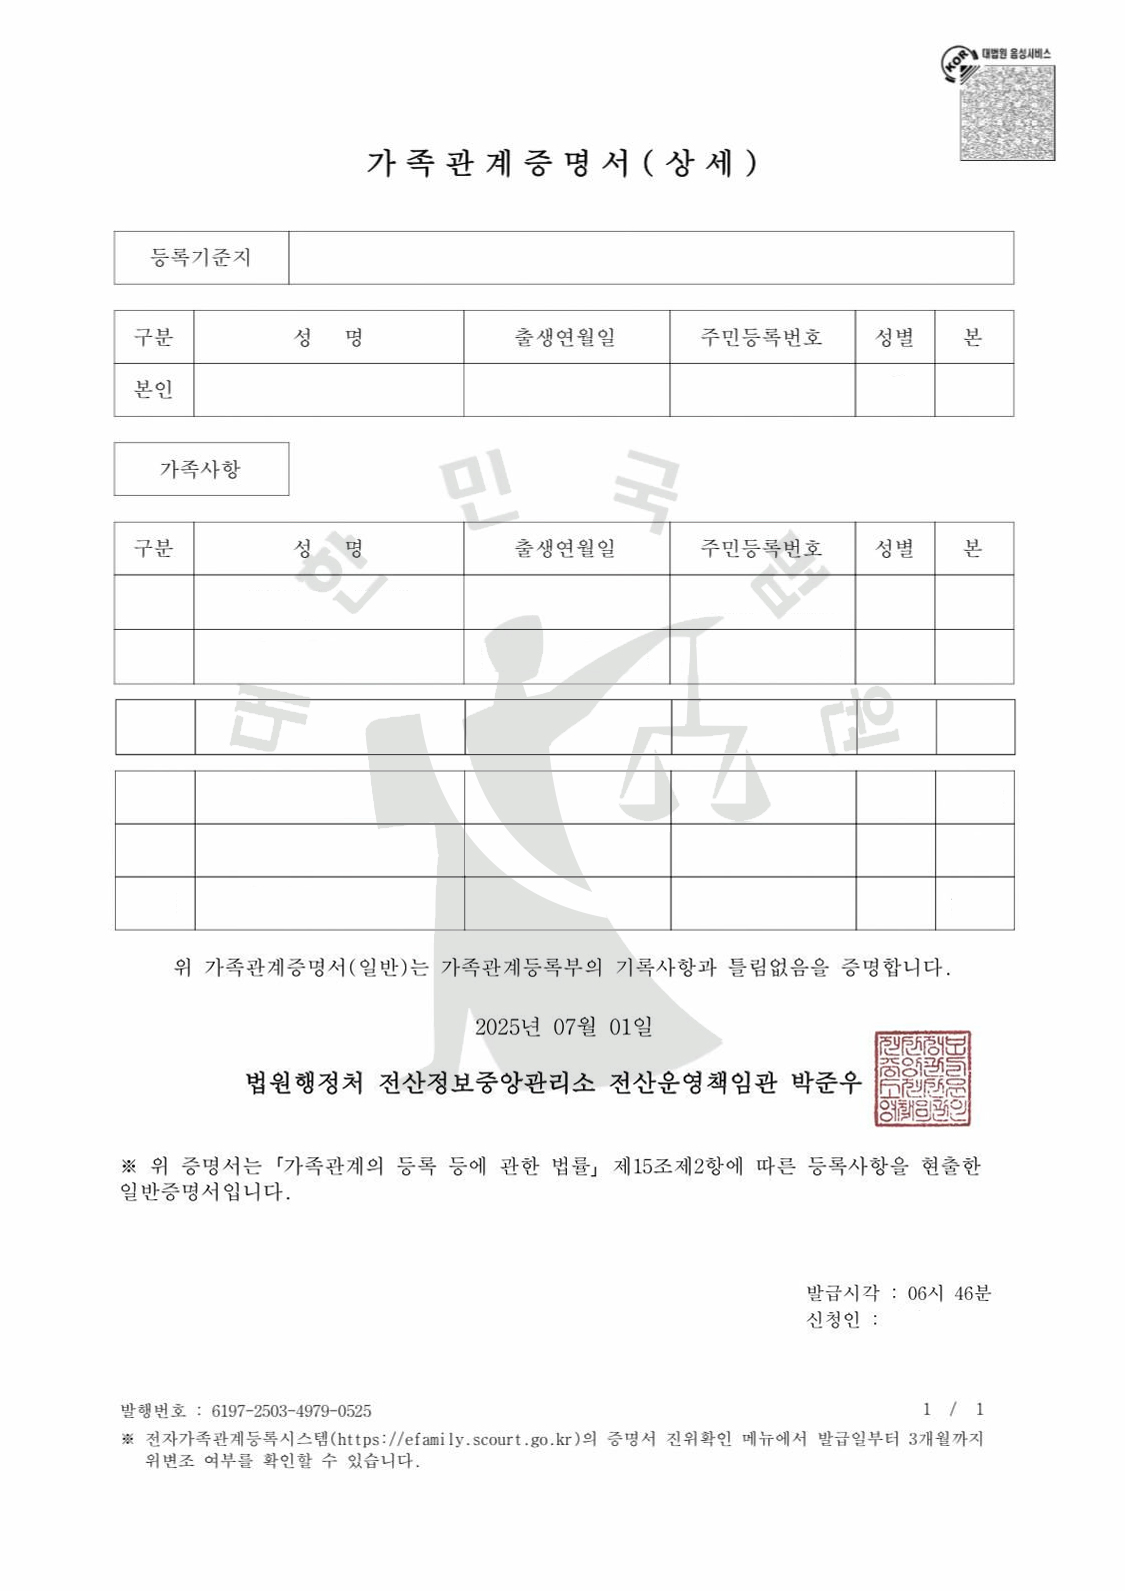 KOR 대법원 음성서비스
가족관계증명서(상세)
등록기준지
구분 성 명 출생연월일 주민등록번호 성별 본
본인
가족사항
구분 성 명 출생연월일 주민등록번호 성별 본
대한민국법원
위 가족관계증명서(일반)는 가족관계등록부의 기록사항과 틀림없음을 증명합니다.
2025년 07월 01일
법원행정처 전산정보중앙관리소 전산운영책임관 박준우
※ 위 증명서는 「가족관계의 등록 등에 관한 법률」 제15조제2항에 따른 등록사항을 현출한
일반증명서입니다.
발급시각 : 06시 46분
신청인 :
발행번호 : 6197-2503-4979-0525
1 / 1
※ 전자가족관계등록시스템(https://efamily.scourt.go.kr)의 증명서 진위확인 메뉴에서 발급일부터 3개월까지
위변조 여부를 확인할 수 있습니다.